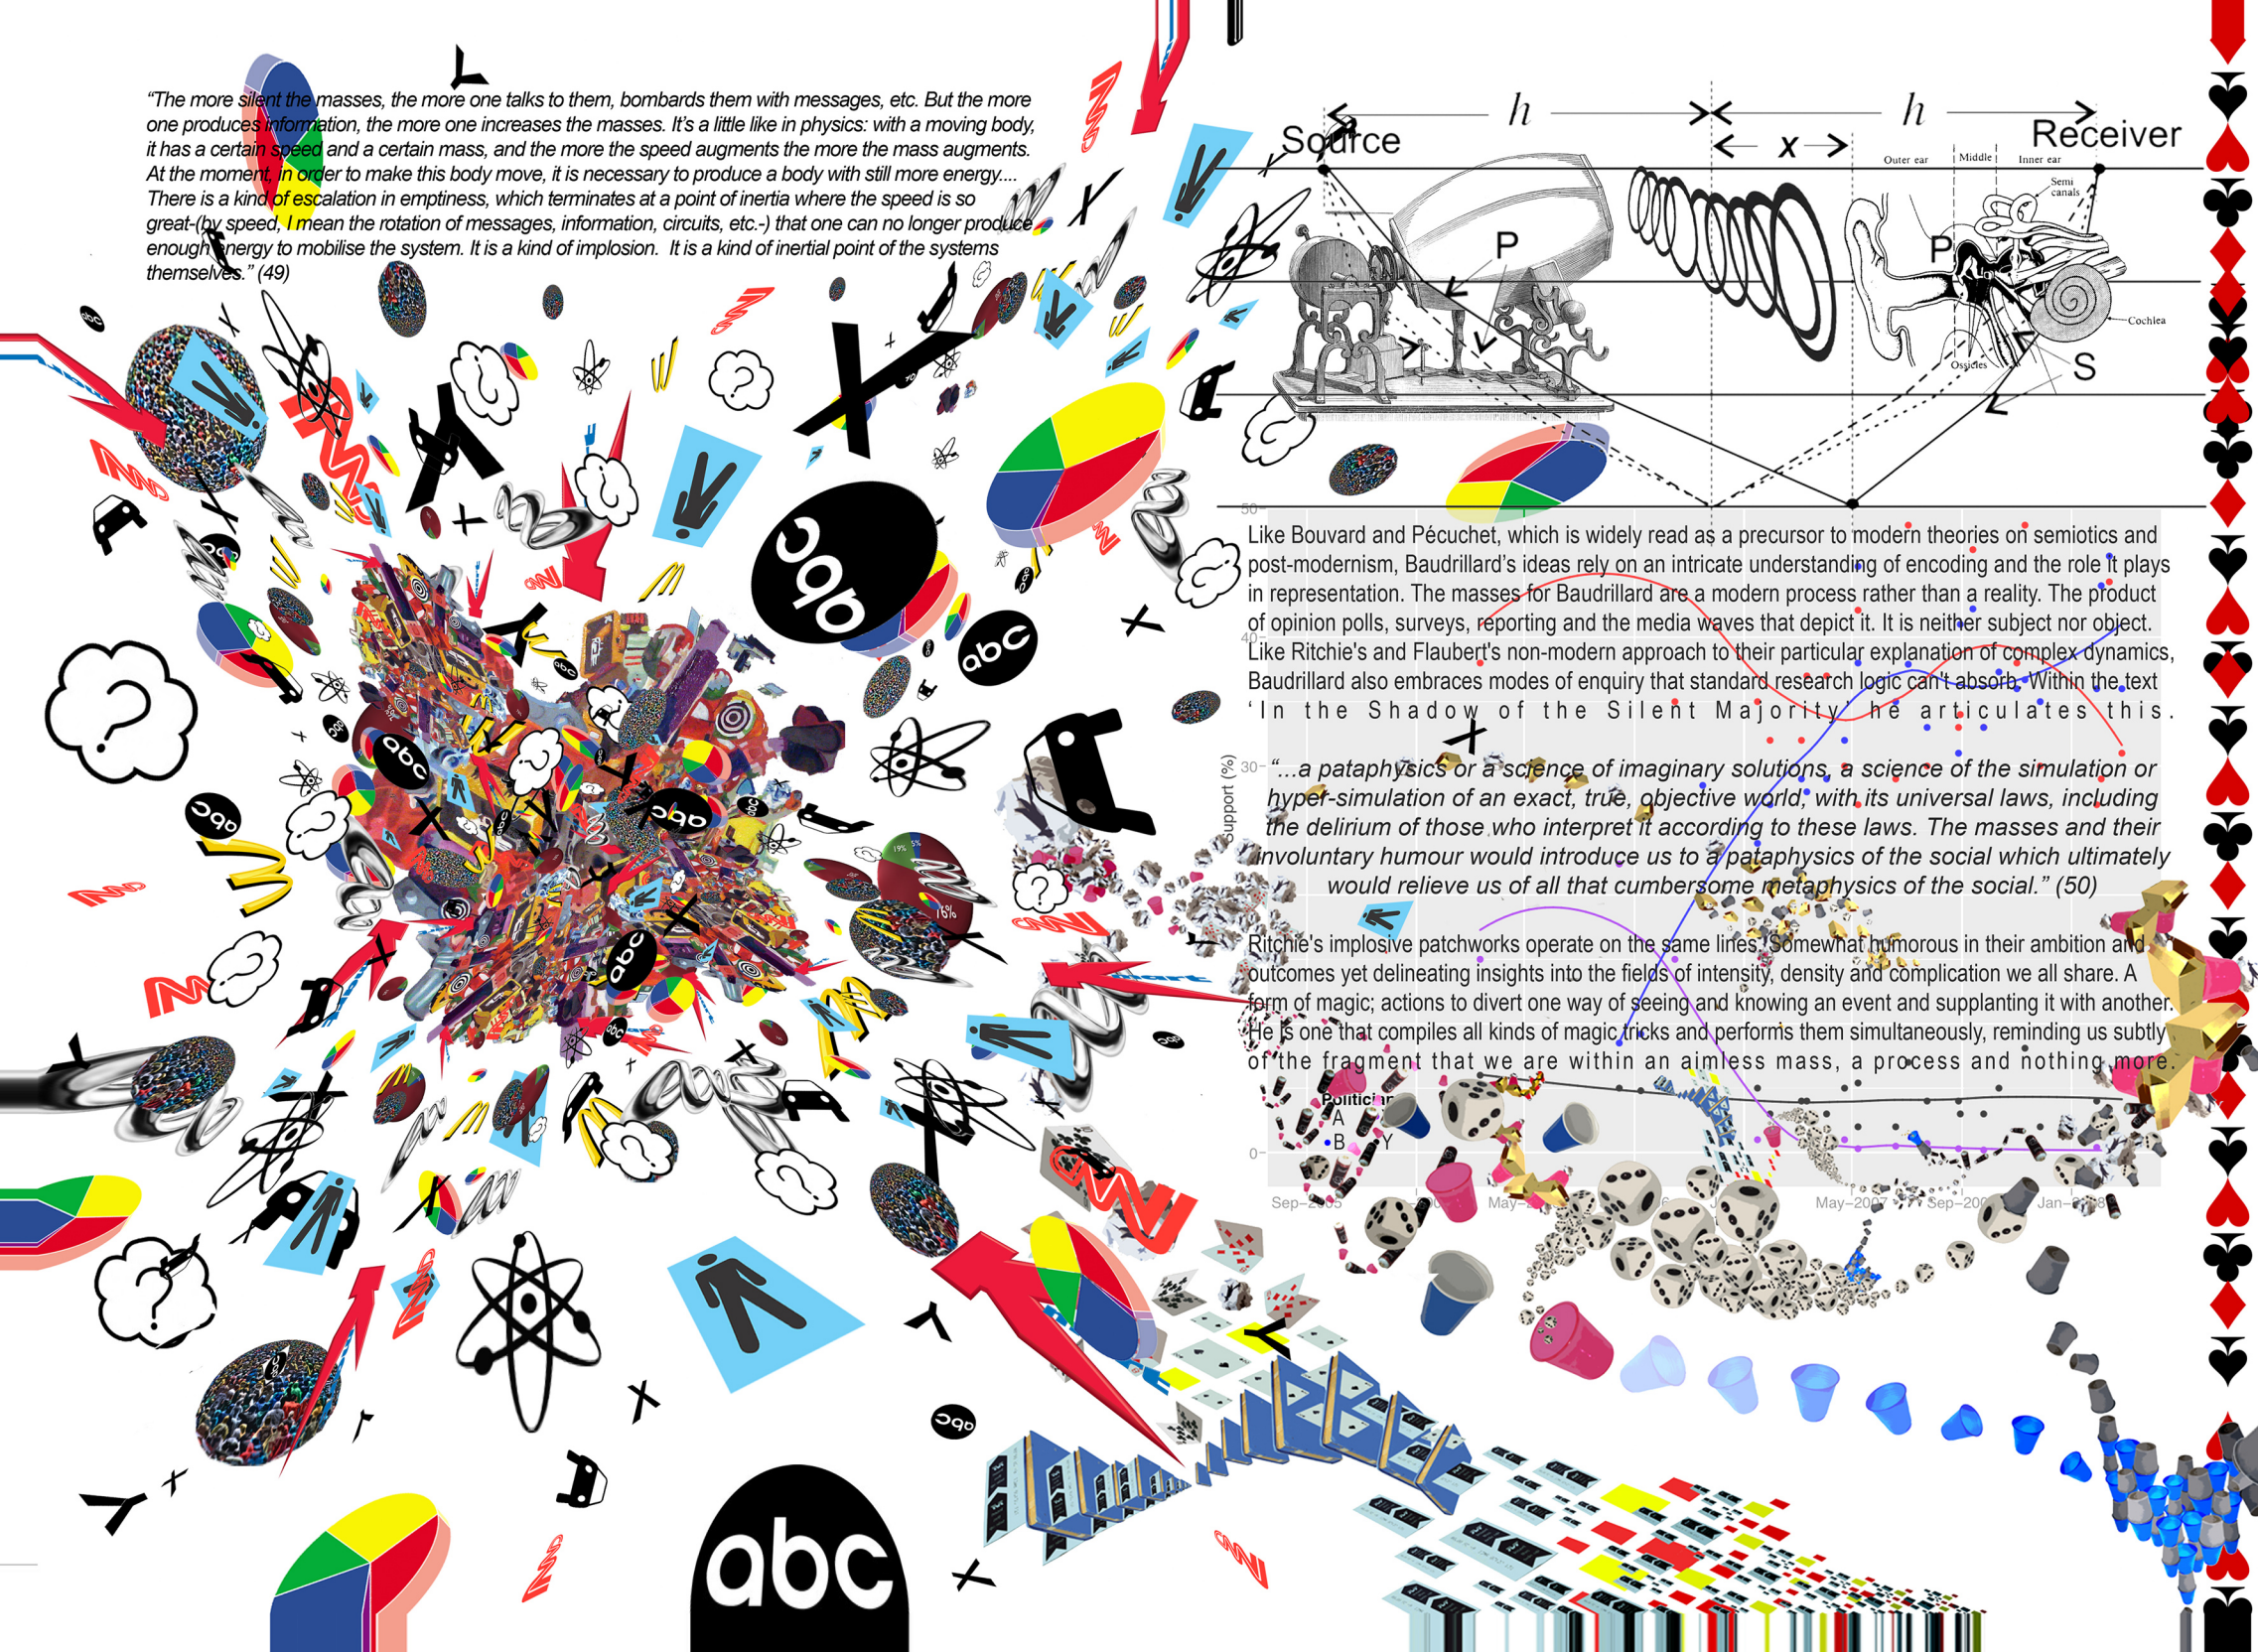 “The more silent the masses, the more one talks to them, bombards them with messages, etc. But the more
one produces information, the more one increases the masses. It’s a little like in physics: with a moving body,
it has a certain speed and a certain mass, and the more the speed augments the more the mass augments.
At the moment, in order to make this body move, it is necessary to produce a body with still more energy....
There is a kind of escalation in emptiness, which terminates at a point of inertia where the speed is so
great-(by speed, I mean the rotation of messages, information, circuits, etc.-) that one can no longer produce
enough energy to mobilise the system. It is a kind of implosion.  It is a kind of inertial point of the systems
themselves.” (49)
h
h
Source
x
Receiver
Outer ear
Middle
Inner ear
Semi
canals
P
P
Cochlea
Ossicles
S
50
Like Bouvard and Pécuchet, which is widely read as a precursor to modern theories on semiotics and
post-modernism, Baudrillard’s ideas rely on an intricate understanding of encoding and the role it plays
in representation. The masses for Baudrillard are a modern process rather than a reality. The product
of opinion polls, surveys, reporting and the media waves that depict it. It is neither subject nor object.
40
Like Ritchie's and Flaubert's non-modern approach to their particular explanation of complex dynamics,
Baudrillard also embraces modes of enquiry that standard research logic can't absorb. Within the text
‘In the Shadow of the Silent Majority’ he articulates this.
30
Support (%)
“...a pataphysics or a science of imaginary solutions, a science of the simulation or
hyper-simulation of an exact, true, objective world, with its universal laws, including
the delirium of those who interpret it according to these laws. The masses and their
involuntary humour would introduce us to a pataphysics of the social which ultimately
would relieve us of all that cumbersome metaphysics of the social.” (50)
Ritchie's implosive patchworks operate on the same lines. Somewhat humorous in their ambition and
outcomes yet delineating insights into the fields of intensity, density and complication we all share. A
form of magic; actions to divert one way of seeing and knowing an event and supplanting it with another.
He is one that compiles all kinds of magic tricks and performs them simultaneously, reminding us subtly
of the fragment that we are within an aimless mass, a process and nothing more.
Politician
A
B
Y
0
Sep-2005
May-2007
abc
abc
abc
abc
abc
abc
abc
abc
CNN
CNN
CNN
CNN
19%
5%
16%
?
?
?
?
X
X
Y